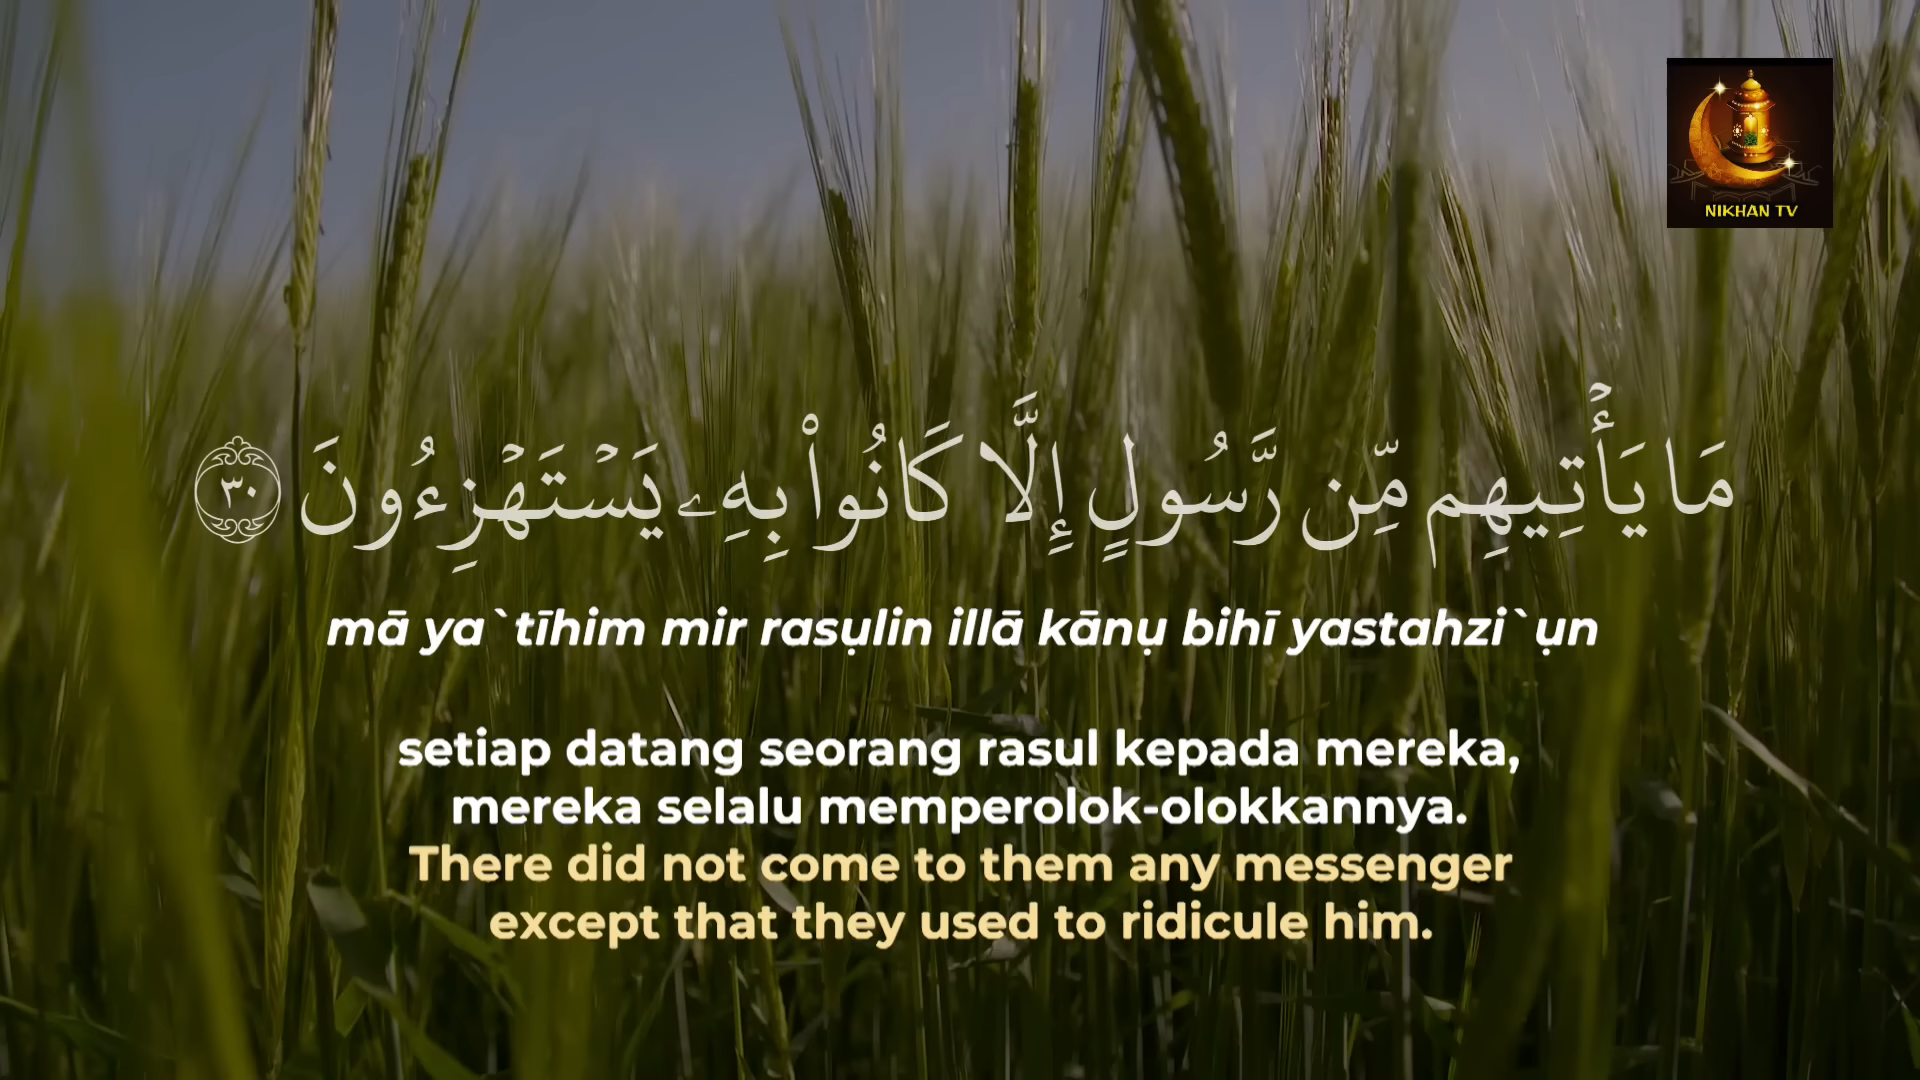 NIKHAN TV
مَا يَأْتِيهِم مِّن رَّسُولٍ إِلَّا كَانُوا۟ بِهِۦ يَسْتَهْزِءُونَ ٣٠
mā ya`tīhim mir rasụlin illā kānụ bihī yastahzi`ụn
setiap datang seorang rasul kepada mereka,
mereka selalu memperolok-olokkannya.
There did not come to them any messenger
except that they used to ridicule him.